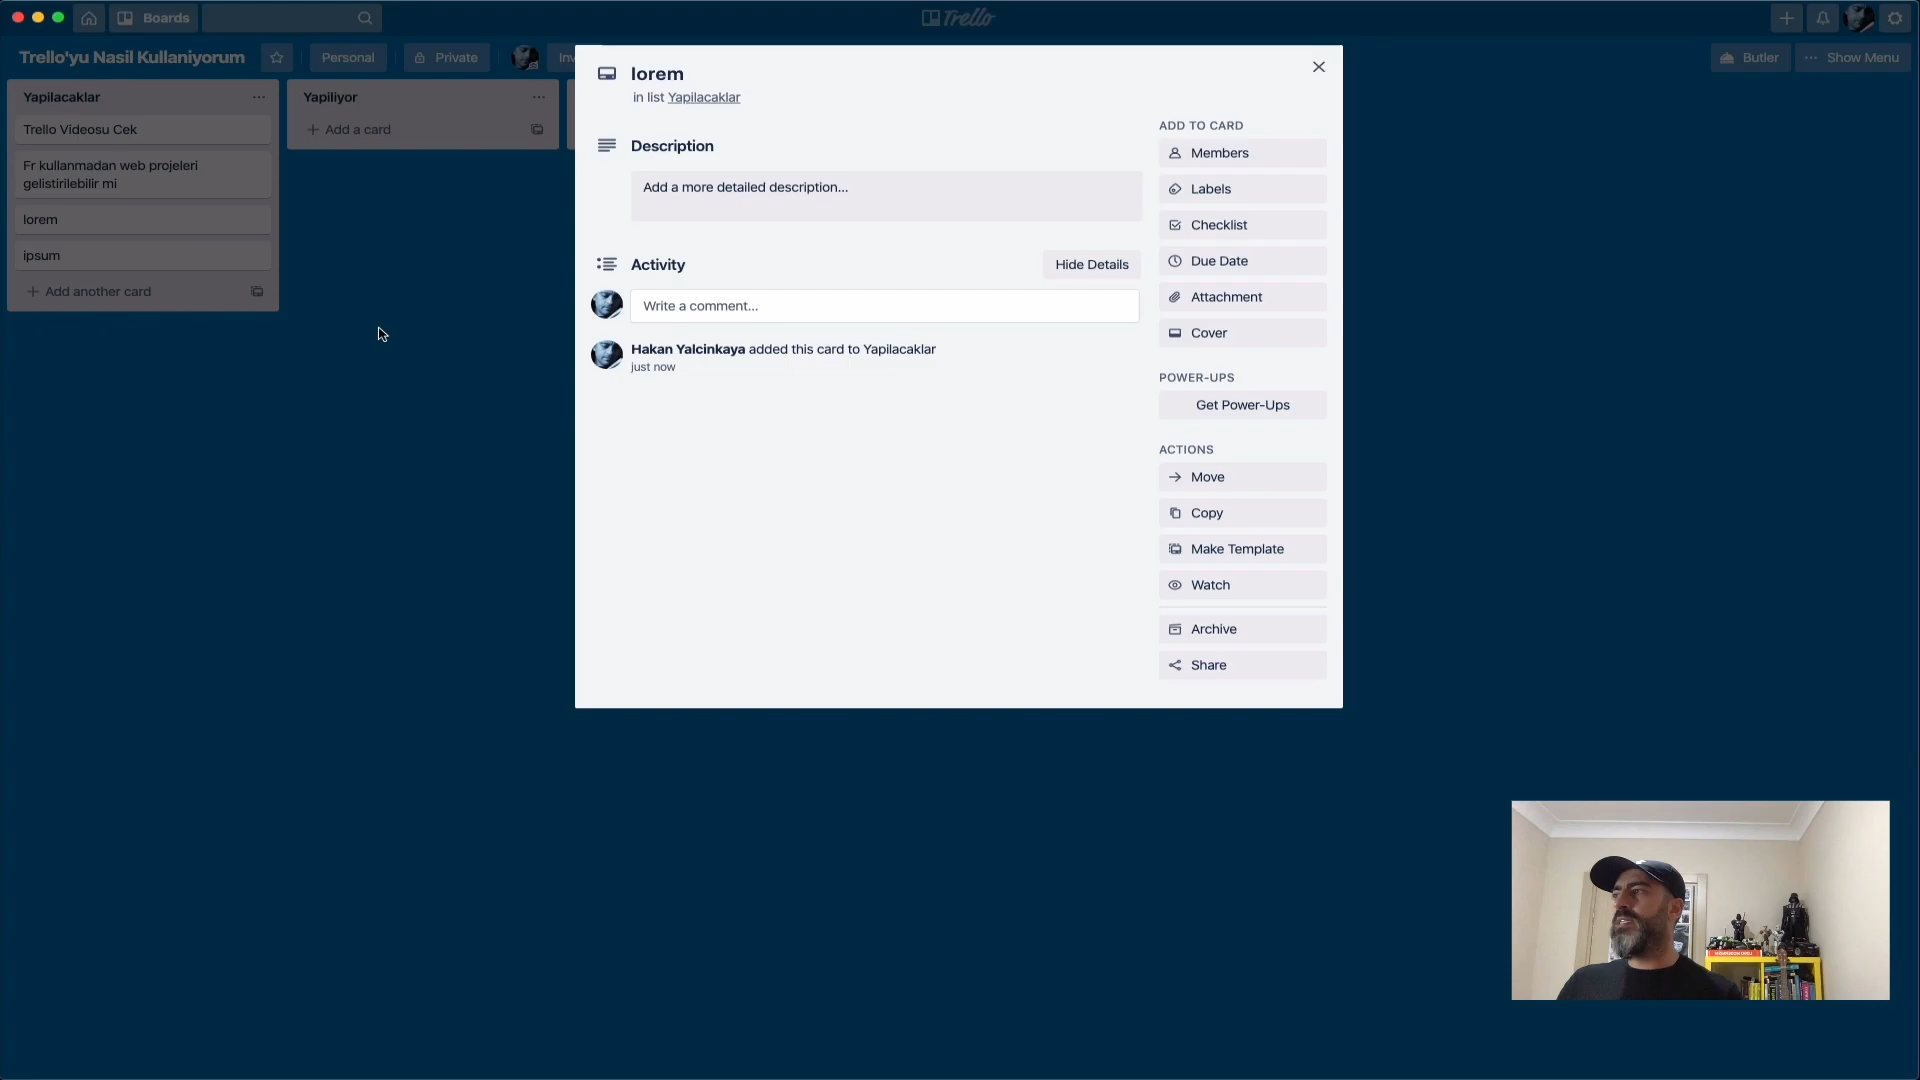 Boards
Trello
Trello'yu Nasil Kullaniyorum
Personal
Private
Inv
Butler
Show Menu
Yapilacaklar
Trello Videosu Cek
Fr kullanmadan web projeleri
gelistirilebilir mi
lorem
ipsum
Add another card
Yapiliyor
Add a card
lorem
in list Yapilacaklar
Description
Add a more detailed description...
Activity
Hide Details
Write a comment...
Hakan Yalcinkaya added this card to Yapilacaklar
just now
ADD TO CARD
Members
Labels
Checklist
Due Date
Attachment
Cover
POWER-UPS
Get Power-Ups
ACTIONS
Move
Copy
Make Template
Watch
Archive
Share